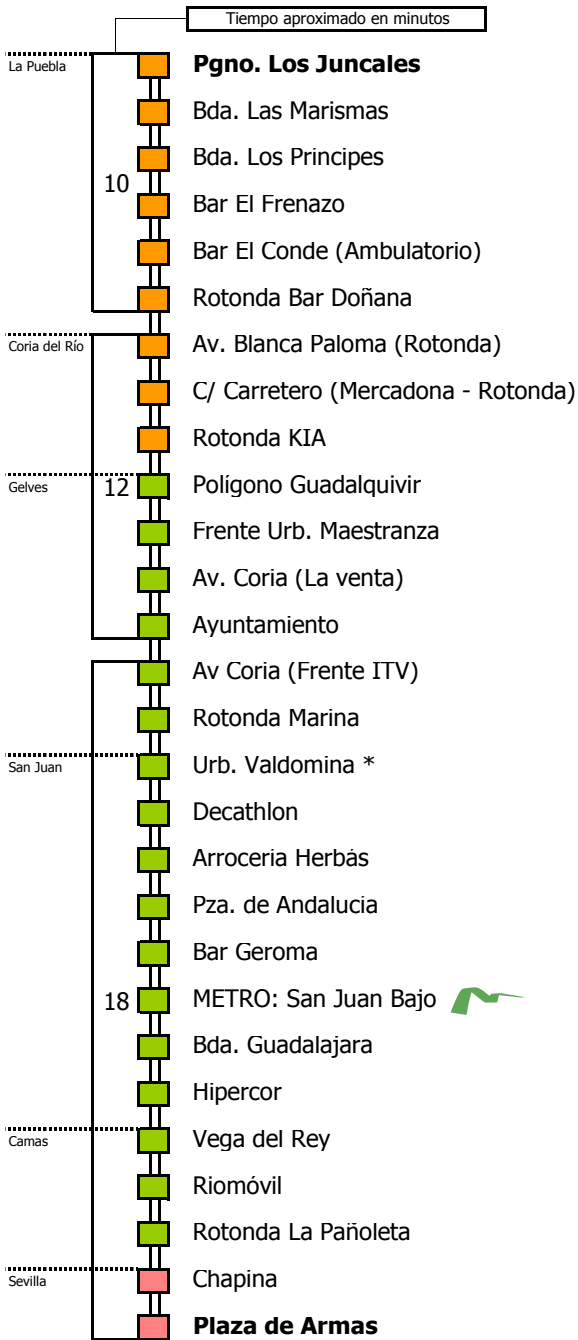 Tiempo aproximado en minutos
La Puebla
Pgno. Los Juncales
Bda. Las Marismas
Bda. Los Principes
10
Bar El Frenazo
Bar El Conde (Ambulatorio)
Rotonda Bar Doñana
Coria del Río
Av. Blanca Paloma (Rotonda)
C/ Carretero (Mercadona - Rotonda)
Rotonda KIA
Gelves
12
Polígono Guadalquivir
Frente Urb. Maestranza
Av. Coria (La venta)
Ayuntamiento
Av Coria (Frente ITV)
Rotonda Marina
San Juan
Urb. Valdomina *
Decathlon
Arroceria Herbás
Pza. de Andalucia
Bar Geroma
18
METRO: San Juan Bajo
Bda. Guadalajara
Hipercor
Camas
Vega del Rey
Riomóvil
Rotonda La Pañoleta
Sevilla
Chapina
Plaza de Armas